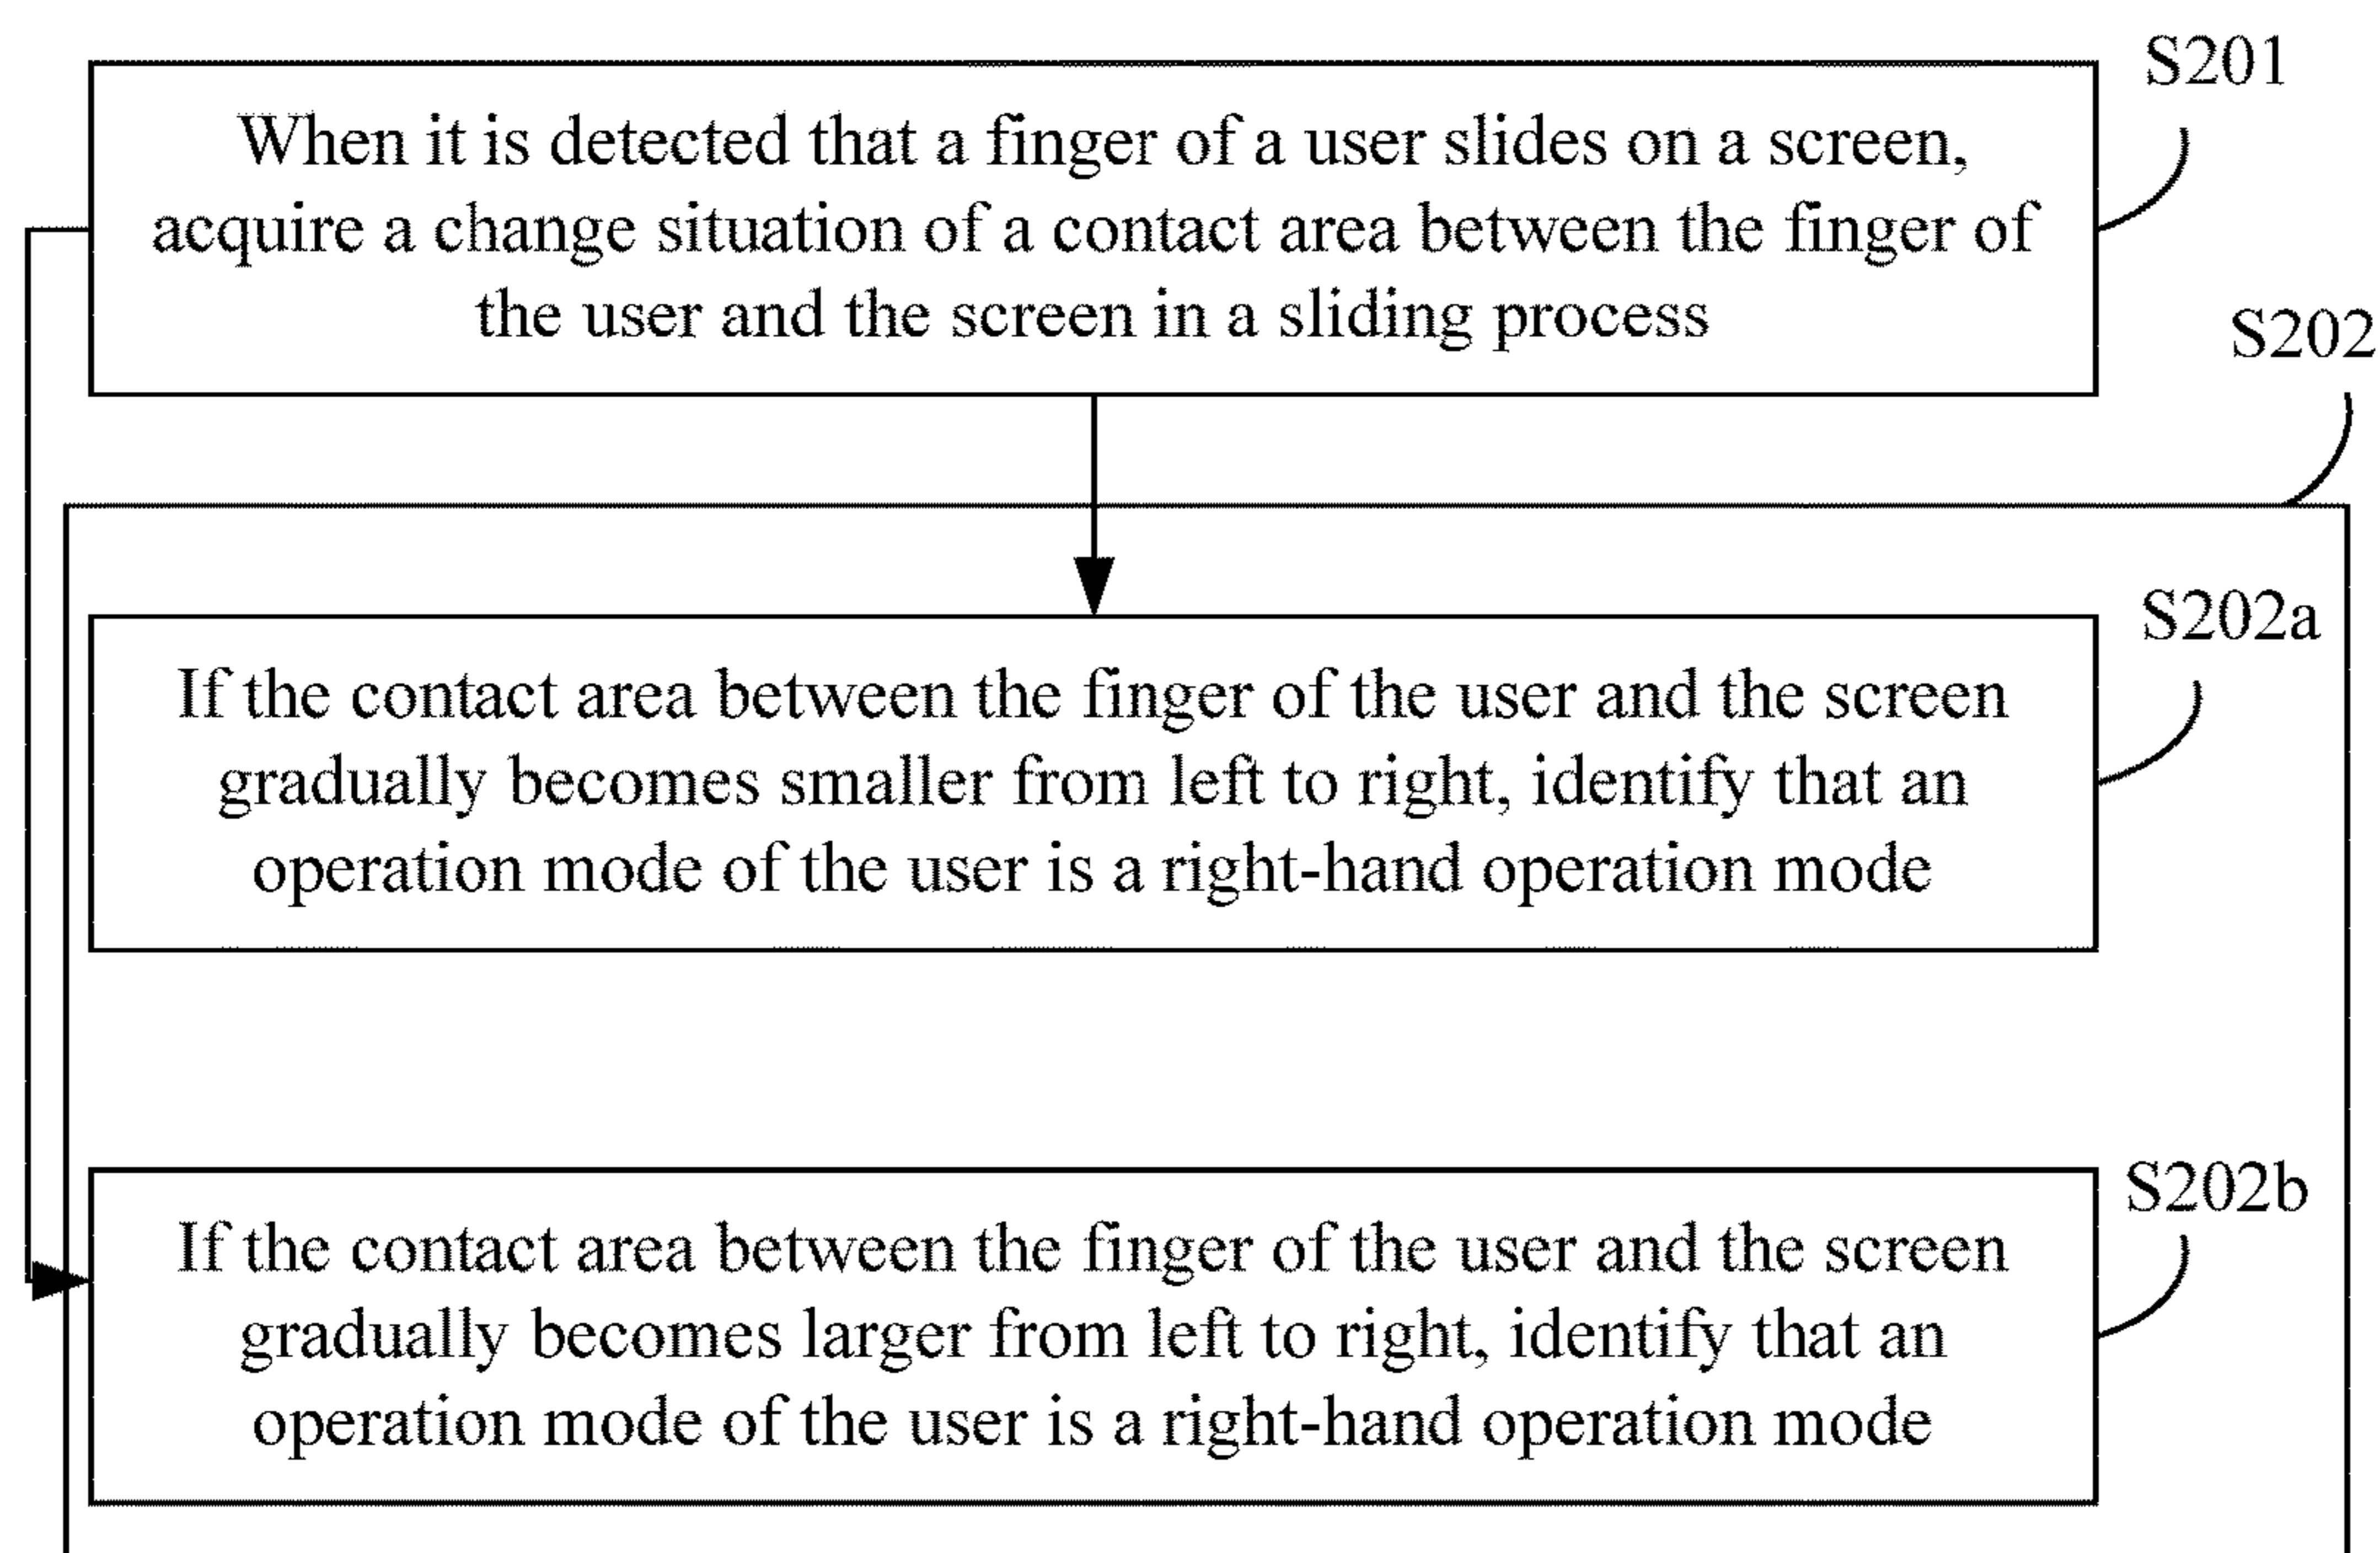 S201
When it is detected that a finger of a user slides on a screen,
acquire a change situation of a contact area between the finger of
the user and the screen in a sliding process
S202
S202a
If the contact area between the finger of the user and the screen
gradually becomes smaller from left to right, identify that an
operation mode of the user is a right-hand operation mode
S202b
If the contact area between the finger of the user and the screen
gradually becomes larger from left to right, identify that an
operation mode of the user is a right-hand operation mode